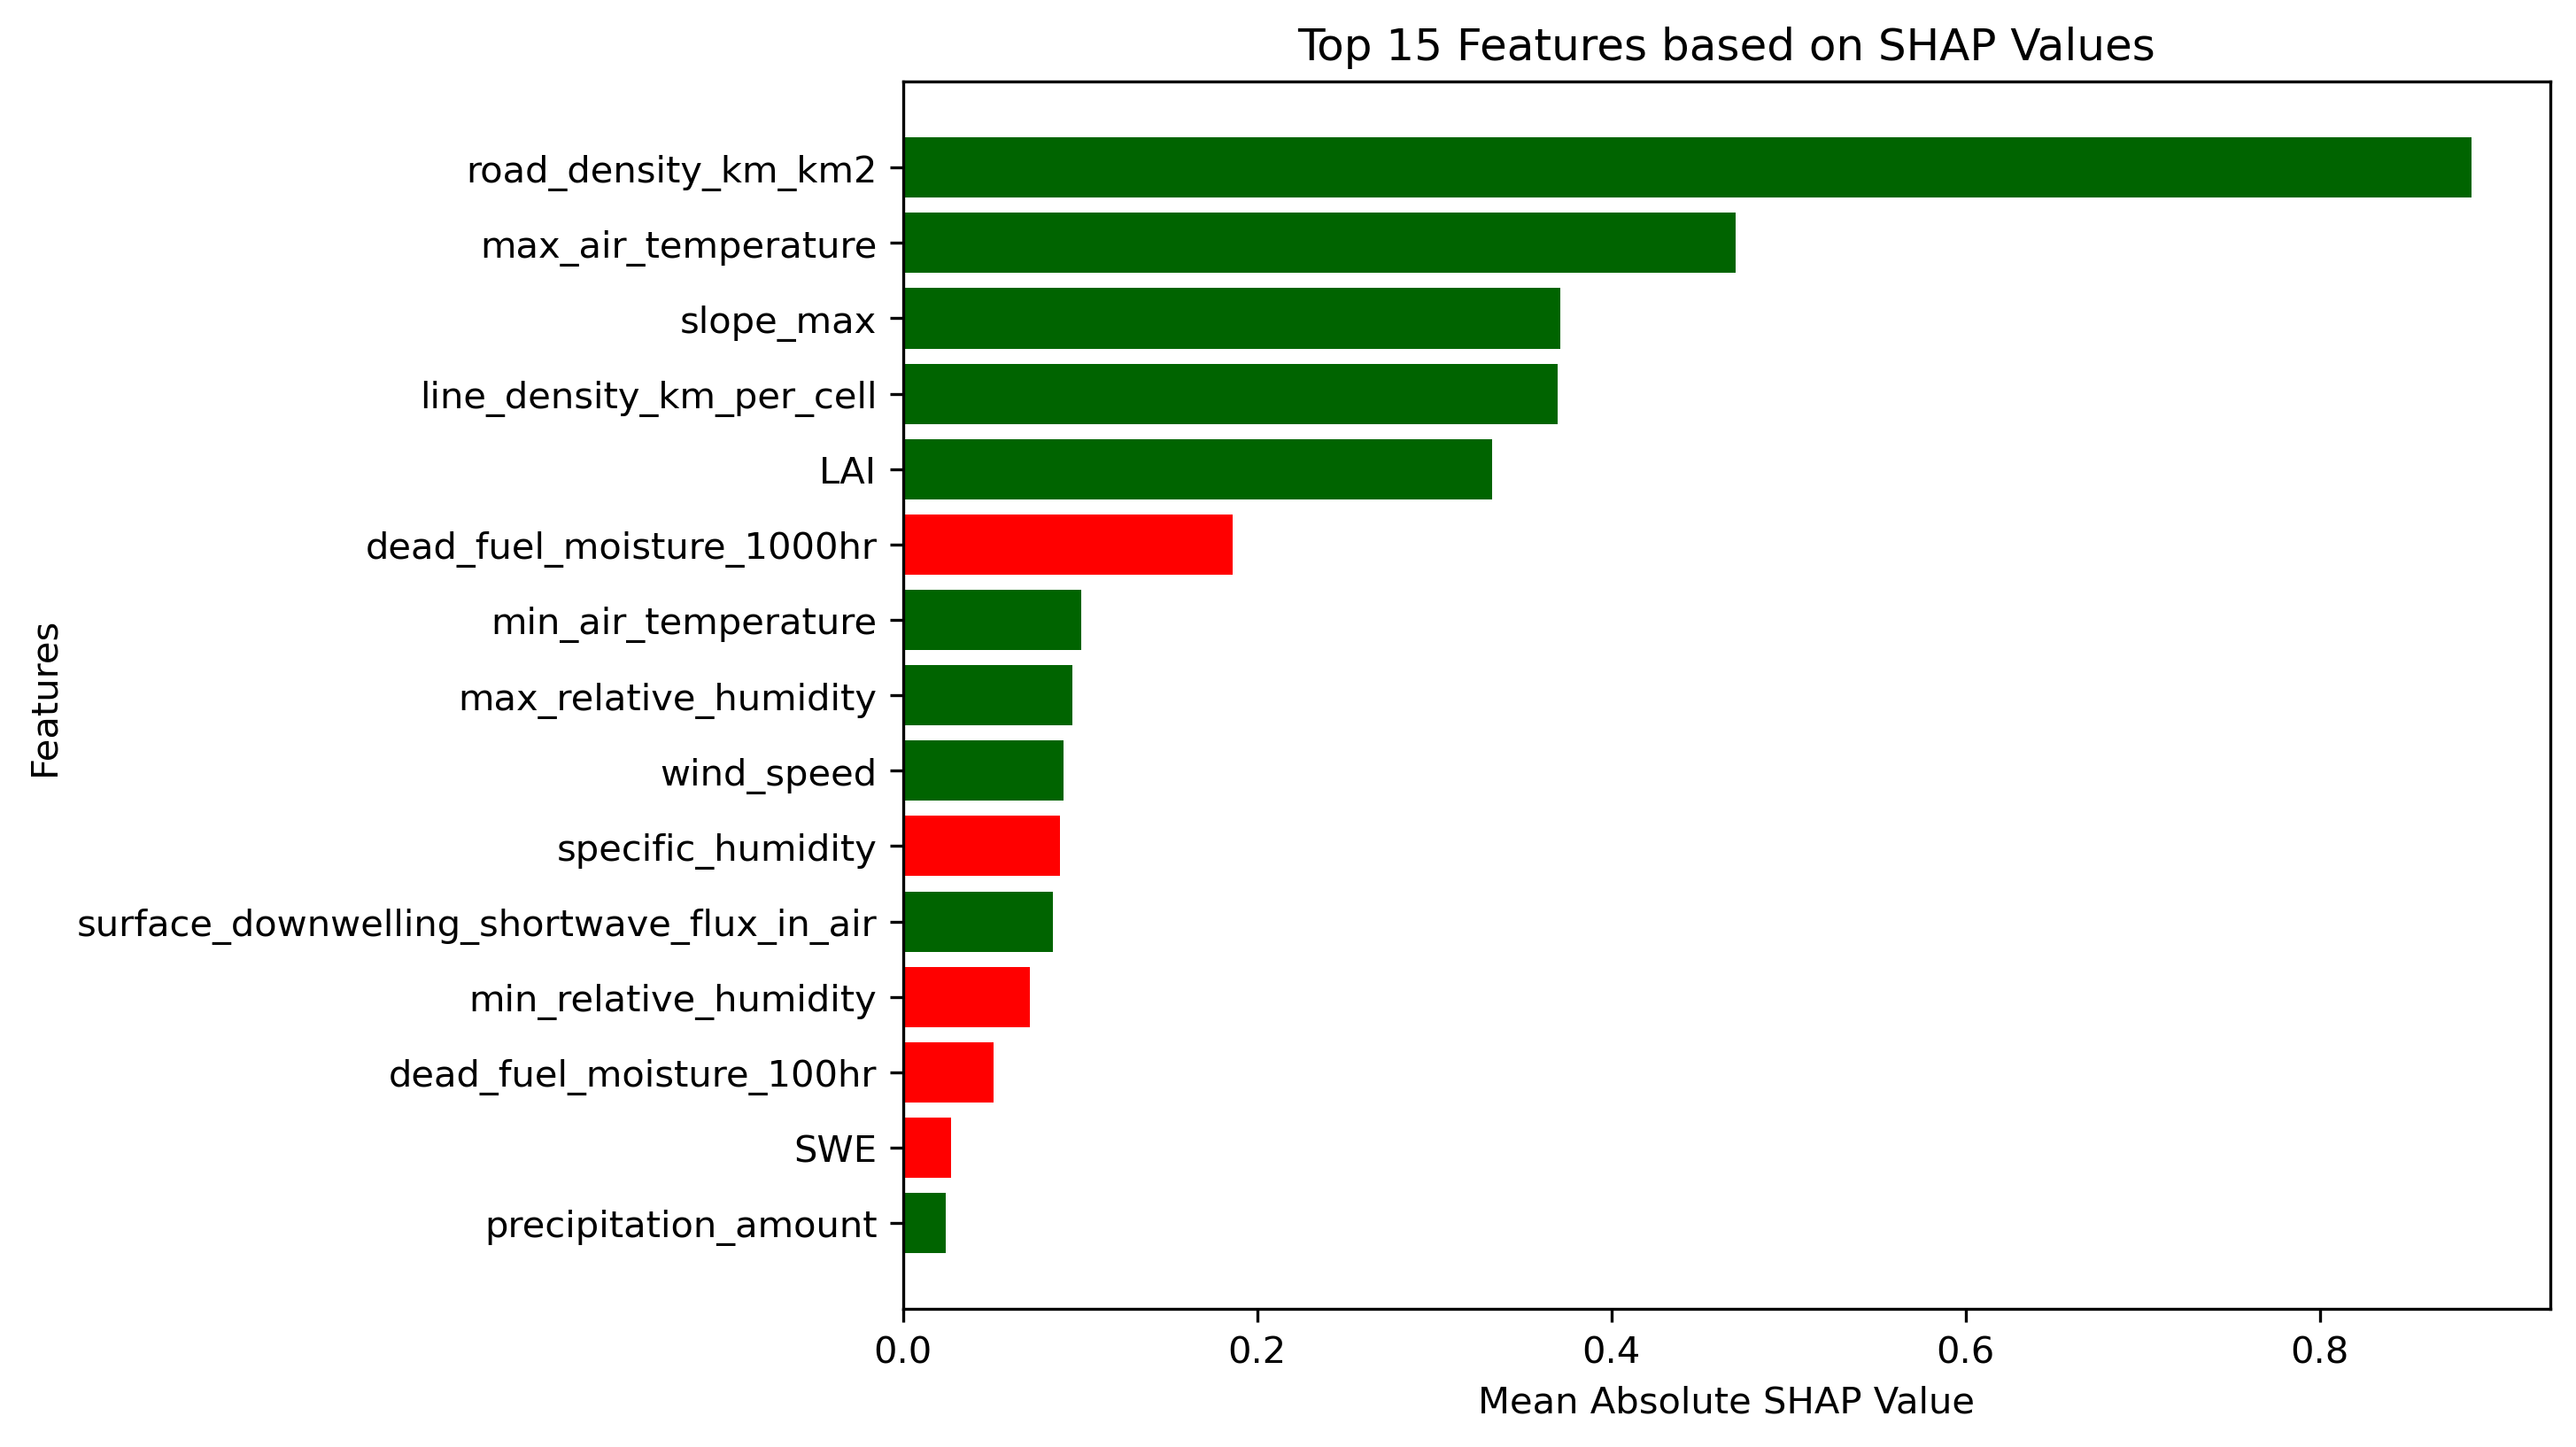 Top 15 Features based on SHAP Values
Features
road_density_km_km2
max_air_temperature
slope_max
line_density_km_per_cell
LAI
dead_fuel_moisture_1000hr
min_air_temperature
max_relative_humidity
wind_speed
specific_humidity
surface_downwelling_shortwave_flux_in_air
min_relative_humidity
dead_fuel_moisture_100hr
SWE
precipitation_amount
0.0 0.2 0.4 0.6 0.8
Mean Absolute SHAP Value